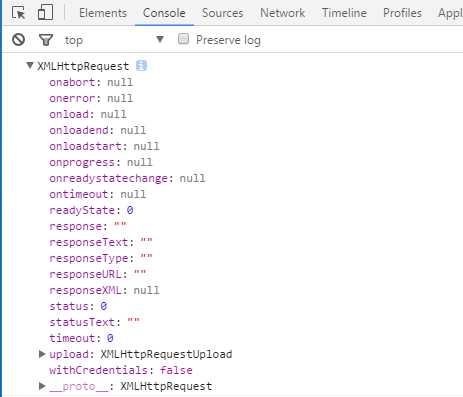 Elements Console Sources Network Timeline Profiles Appl
top Preserve log
XMLHttpRequest i
onabort: null
onerror: null
onload: null
onloadend: null
onloadstart: null
onprogress: null
onreadystatechange: null
ontimeout: null
readyState: 0
response: ""
responseText: ""
responseType: ""
responseURL: ""
responseXML: null
status: 0
statusText: ""
timeout: 0
upload: XMLHttpRequestUpload
withCredentials: false
__proto__: XMLHttpRequest